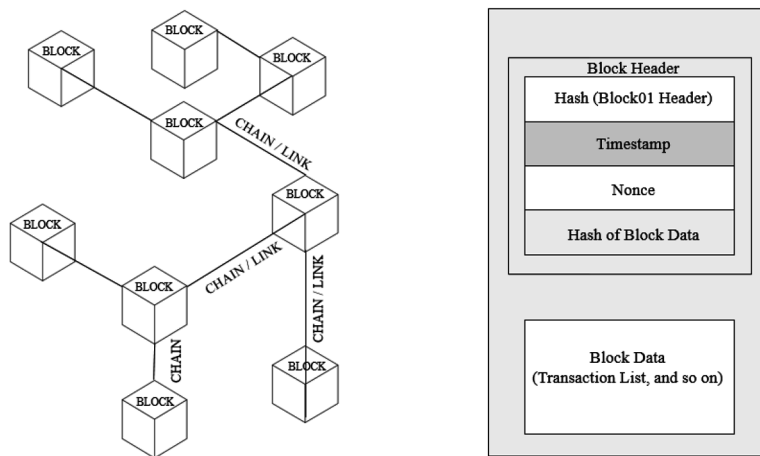 BLOCK
BLOCK
BLOCK
BLOCK
CHAIN / LINK
BLOCK
BLOCK
CHAIN / LINK
BLOCK
CHAIN / LINK
CHAIN
BLOCK
BLOCK
Block Header
Hash (Block01 Header)
Timestamp
Nonce
Hash of Block Data
Block Data
(Transaction List, and so on)